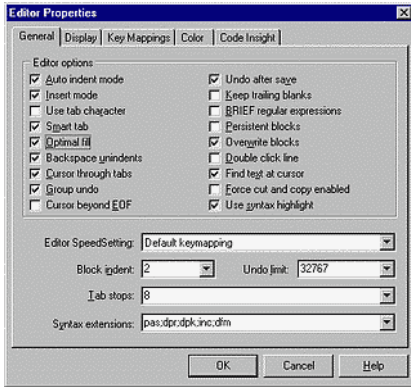 Editor Properties
General Display Key Mappings Color Code Insight
Editor options
Auto indent mode
Insert mode
Use tab character
Smart tab
Optimal fill
Backspace unindents
Cursor through tabs
Group undo
Cursor beyond EOF
Undo after save
Keep trailing blanks
BRIEF regular expressions
Persistent blocks
Overwrite blocks
Double click line
Find text at cursor
Force cut and copy enabled
Use syntax highlight
Editor SpeedSetting: Default keymapping
Block indent: 2 Undo limit: 32767
Tab stops: 8
Syntax extensions: pas;dpr;dpk;inc;dfm
OK Cancel Help